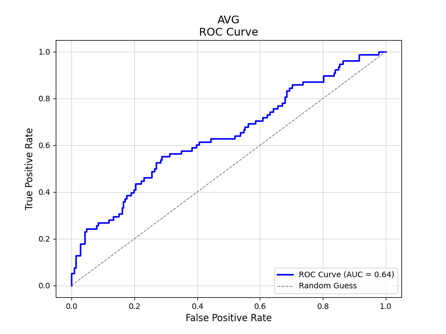 AVG
ROC Curve
1.0
0.8
0.6
0.4
0.2
0.0
True Positive Rate
0.0 0.2 0.4 0.6 0.8 1.0
False Positive Rate
ROC Curve (AUC = 0.64)
Random Guess